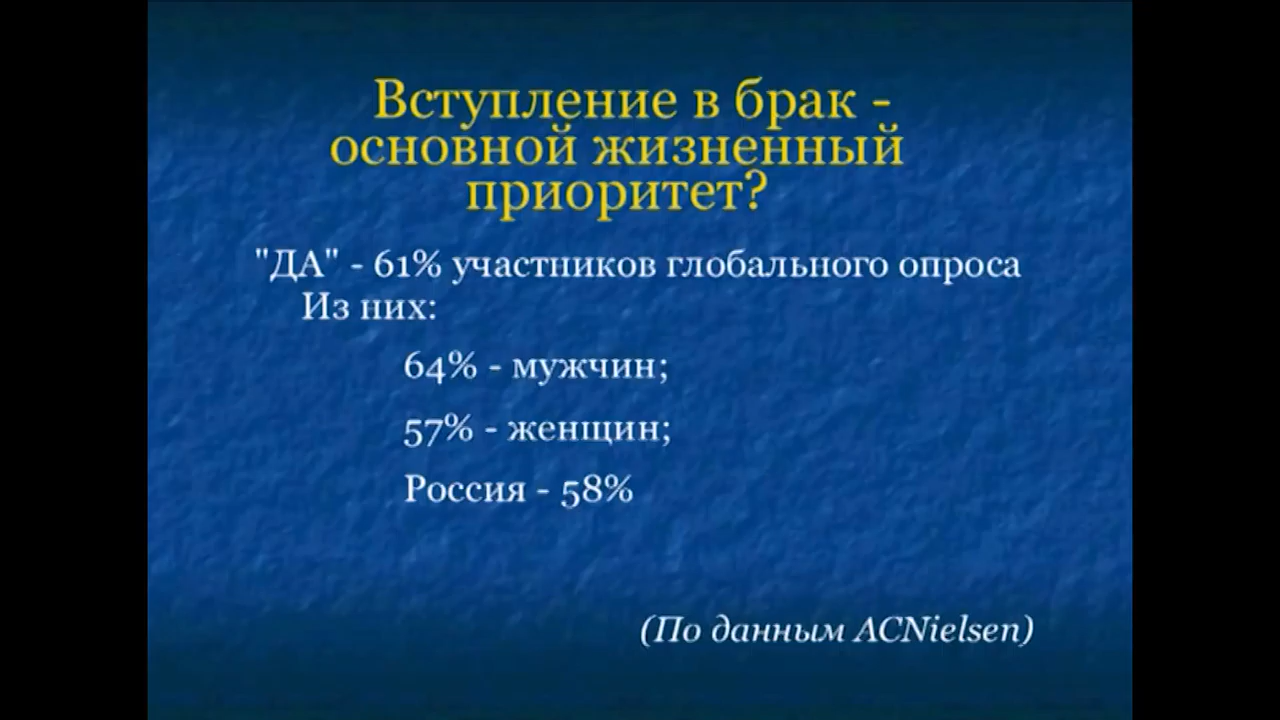 Вступление в брак -
основной жизненный
приоритет?
"ДА" - 61% участников глобального опроса
Из них:
64% - мужчин;
57% - женщин;
Россия - 58%
(По данным ACNielsen)